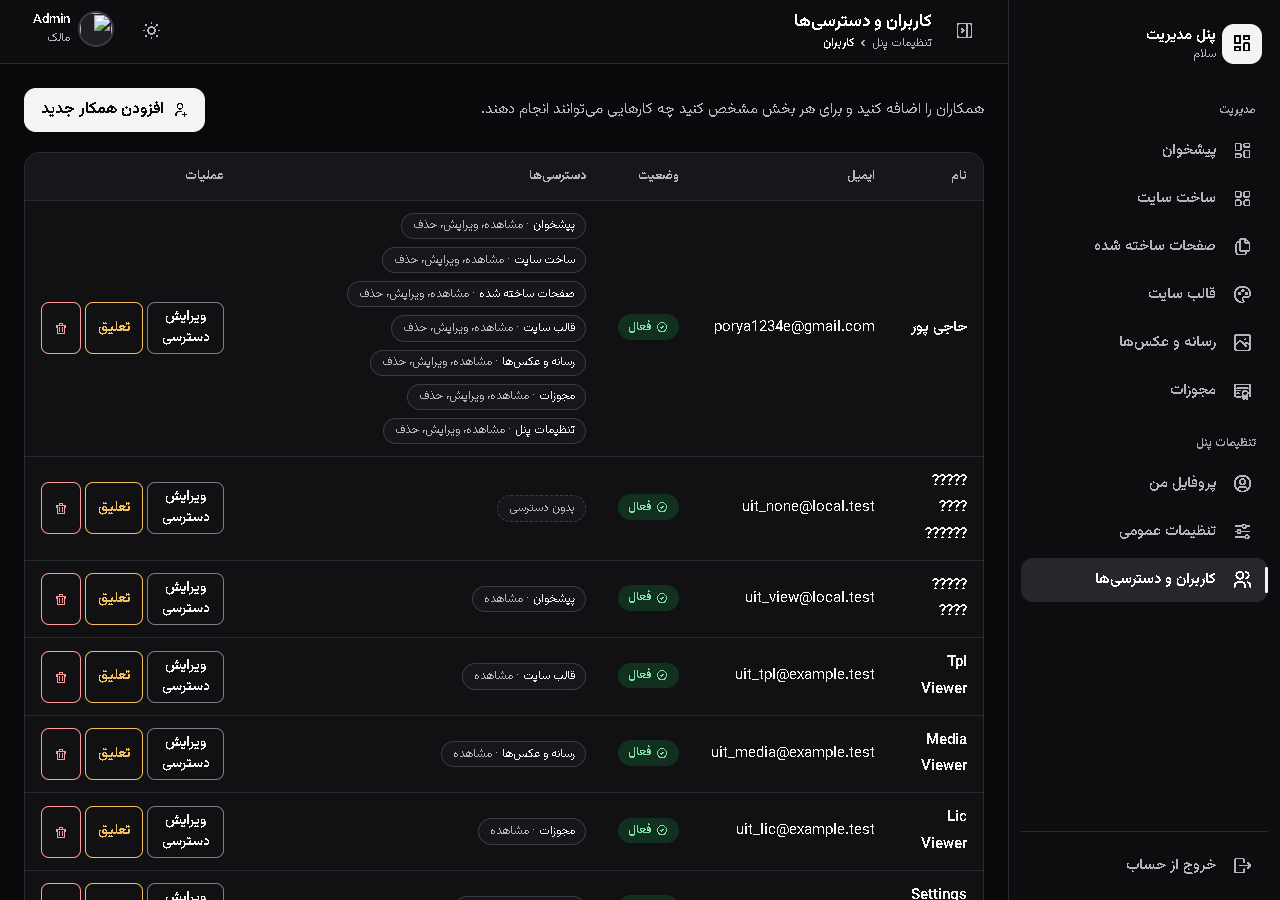 پنل مدیریت
سلام
مدیریت
پیشخوان
ساخت سایت
صفحات ساخته شده
قالب سایت
رسانه و عکس‌ها
مجوزات
تنظیمات پنل
پروفایل من
تنظیمات عمومی
کاربران و دسترسی‌ها
خروج از حساب
کاربران و دسترسی‌ها
تنظیمات پنل › کاربران
Admin
مالک
همکاران را اضافه کنید و برای هر بخش مشخص کنید چه کارهایی می‌توانند انجام دهند.
افزودن همکار جدید
نام ایمیل وضعیت دسترسی‌ها عملیات
حاجی پور
porya1234e@gmail.com
فعال
پیشخوان · مشاهده، ویرایش، حذف
ساخت سایت · مشاهده، ویرایش، حذف
صفحات ساخته شده · مشاهده، ویرایش، حذف
قالب سایت · مشاهده، ویرایش، حذف
رسانه و عکس‌ها · مشاهده، ویرایش، حذف
مجوزات · مشاهده، ویرایش، حذف
تنظیمات پنل · مشاهده، ویرایش، حذف
ویرایش
دسترسی
تعلیق
?????
????
??????
uit_none@local.test
فعال
بدون دسترسی
ویرایش
دسترسی
تعلیق
?????
????
uit_view@local.test
فعال
پیشخوان · مشاهده
ویرایش
دسترسی
تعلیق
Tpl
Viewer
uit_tpl@example.test
فعال
قالب سایت · مشاهده
ویرایش
دسترسی
تعلیق
Media
Viewer
uit_media@example.test
فعال
رسانه و عکس‌ها · مشاهده
ویرایش
دسترسی
تعلیق
Lic
Viewer
uit_lic@example.test
فعال
مجوزات · مشاهده
ویرایش
دسترسی
تعلیق
Settings
ویرایش